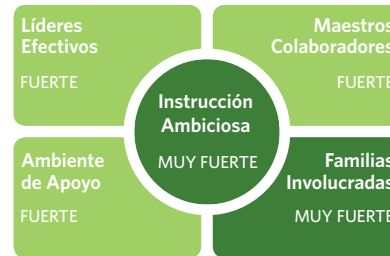 Líderes
Efectivos
FUERTE
Maestros
Colaboradores
FUERTE
Instrucción
Ambiciosa
MUY FUERTE
Ambiente
de Apoyo
FUERTE
Familias
Involucradas
MUY FUERTE